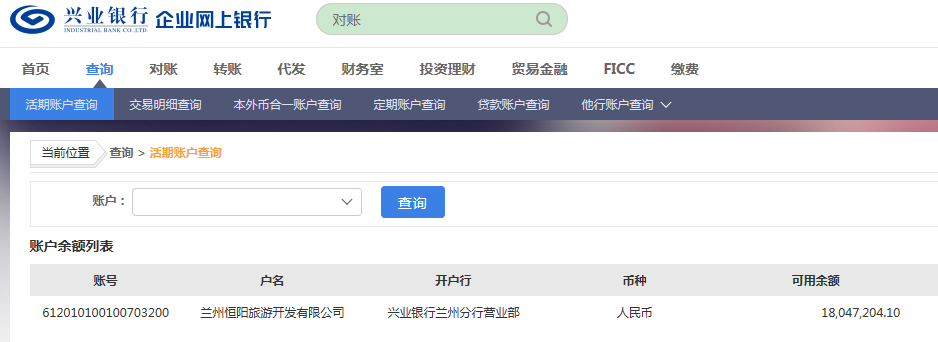 兴业银行 企业网上银行
INDUSTRIAL BANK CO.,LTD.
对账
首页 查询 对账 转账 代发 财务室 投资理财 贸易金融 FICC 缴费
活期账户查询 交易明细查询 本外币合一账户查询 定期账户查询 贷款账户查询 他行账户查询
当前位置 查询 > 活期账户查询
账户： 查询
账户余额列表
账号 户名 开户行 币种 可用余额
612010100100703200 兰州恒阳旅游开发有限公司 兴业银行兰州分行营业部 人民币 18,047,204.10